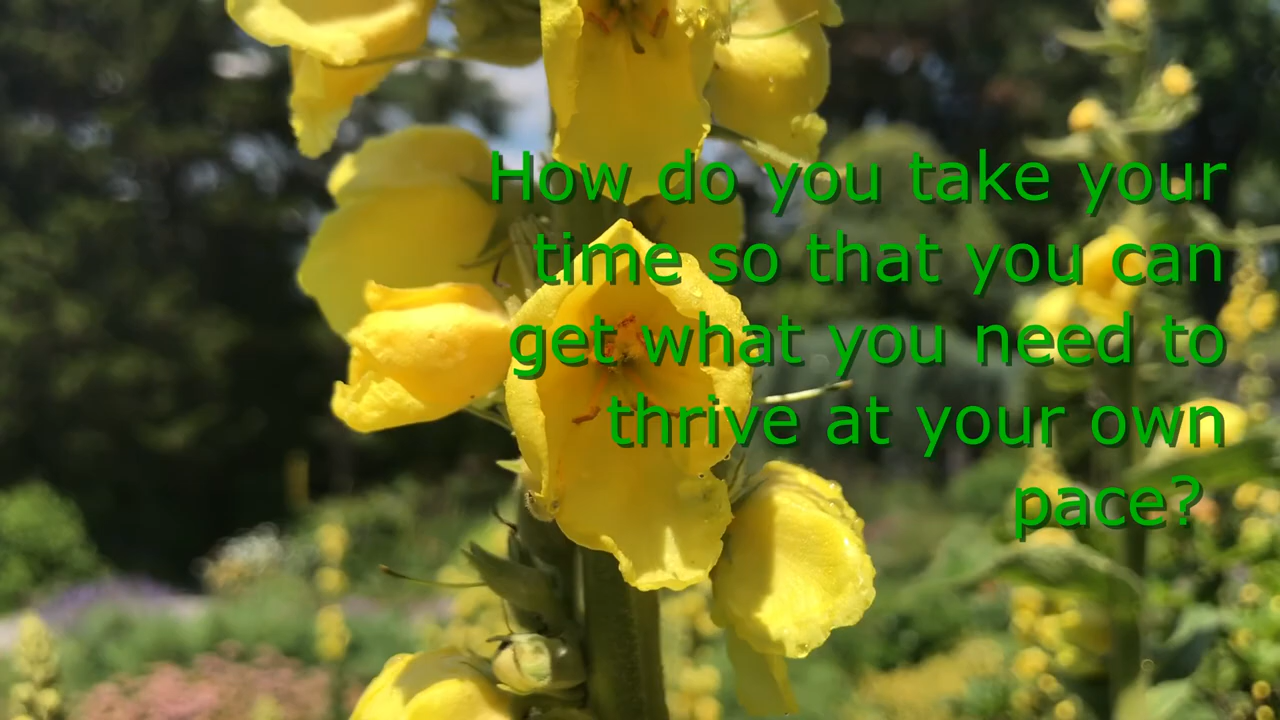 How do you take your
time so that you can
get what you need to
thrive at your own
pace?